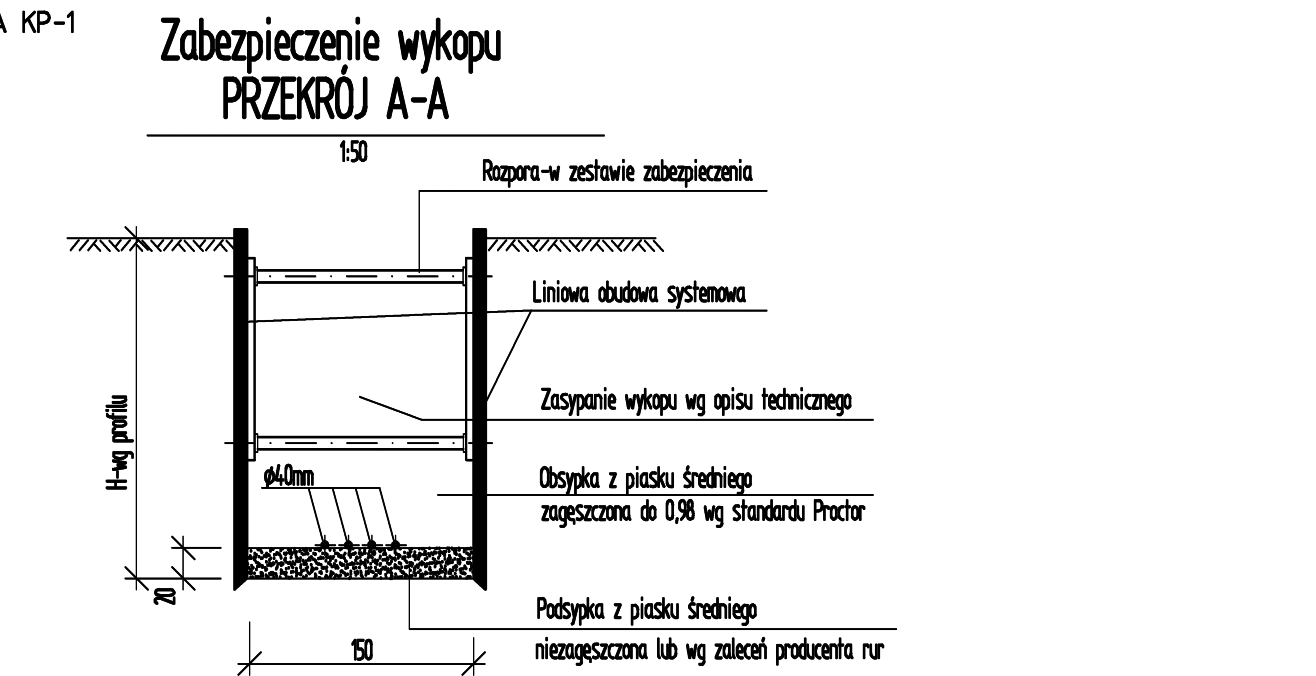 A KP-1
Zabezpieczenie wykopu
PRZEKRÓJ A-A
1:50
Rozpora-w zestawie zabezpieczenia
Liniowa obudowa systemowa
Zasypanie wykopu wg opisu technicznego
H-wg profilu
ø40mm
Obsypka z piasku średniego
zagęszczona do 0,98 wg standardu Proctor
20
Podsypka z piasku średniego
niezagęszczona lub wg zaleceń producenta rur
150